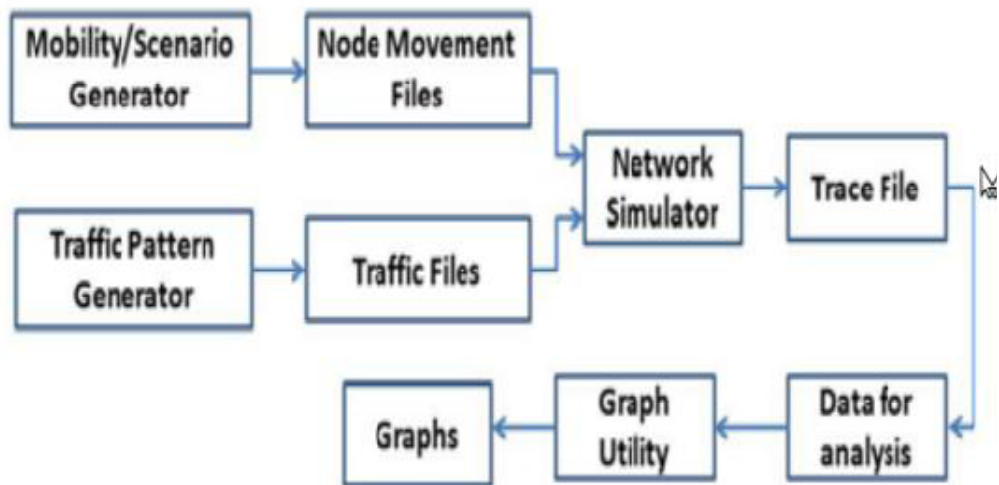 Mobility/Scenario
Generator
Node Movement
Files
Network
Simulator
Trace File
Traffic Pattern
Generator
Traffic Files
Graphs
Graph
Utility
Data for
analysis